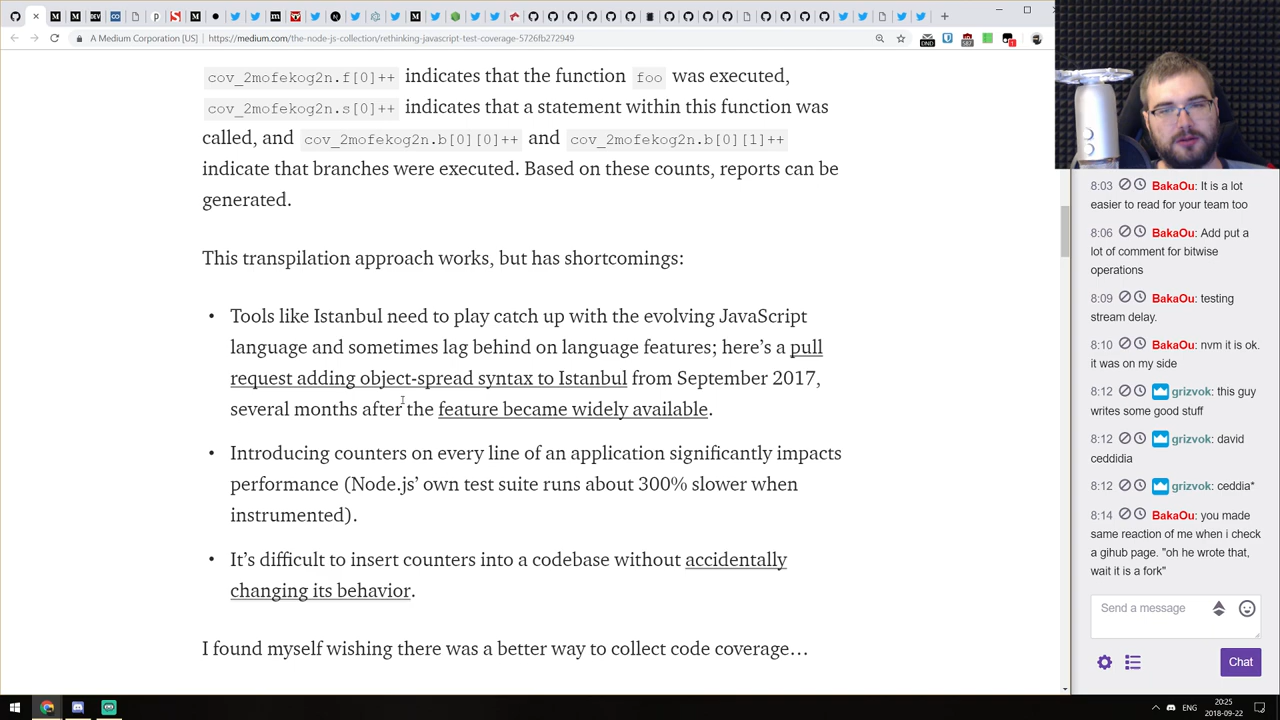 A Medium Corporation [US]
https://medium.com/the-node-js-collection/rethinking-javascript-test-coverage-5726fb272949
cov_2mofekog2n.f[0]++ indicates that the function foo was executed,
cov_2mofekog2n.s[0]++ indicates that a statement within this function was
called, and cov_2mofekog2n.b[0][0]++ and cov_2mofekog2n.b[0][1]++
indicate that branches were executed. Based on these counts, reports can be
generated.
This transpilation approach works, but has shortcomings:
• Tools like Istanbul need to play catch up with the evolving JavaScript
language and sometimes lag behind on language features; here's a pull
request adding object-spread syntax to Istanbul from September 2017,
several months after the feature became widely available.
• Introducing counters on every line of an application significantly impacts
performance (Node.js' own test suite runs about 300% slower when
instrumented).
• It's difficult to insert counters into a codebase without accidentally
changing its behavior.
I found myself wishing there was a better way to collect code coverage…
8:03 BakaOu: It is a lot
easier to read for your team too
8:06 BakaOu: Add put a
lot of comment for bitwise
operations
8:09 BakaOu: testing
stream delay.
8:10 BakaOu: nvm it is ok.
it was on my side
8:12 grizvok: this guy
writes some good stuff
8:12 grizvok: david
ceddidia
8:12 grizvok: ceddia*
8:14 BakaOu: you made
same reaction of me when i check
a gihub page. "oh he wrote that,
wait it is a fork"
Send a message
Chat
ENG
20:25
2018-09-22